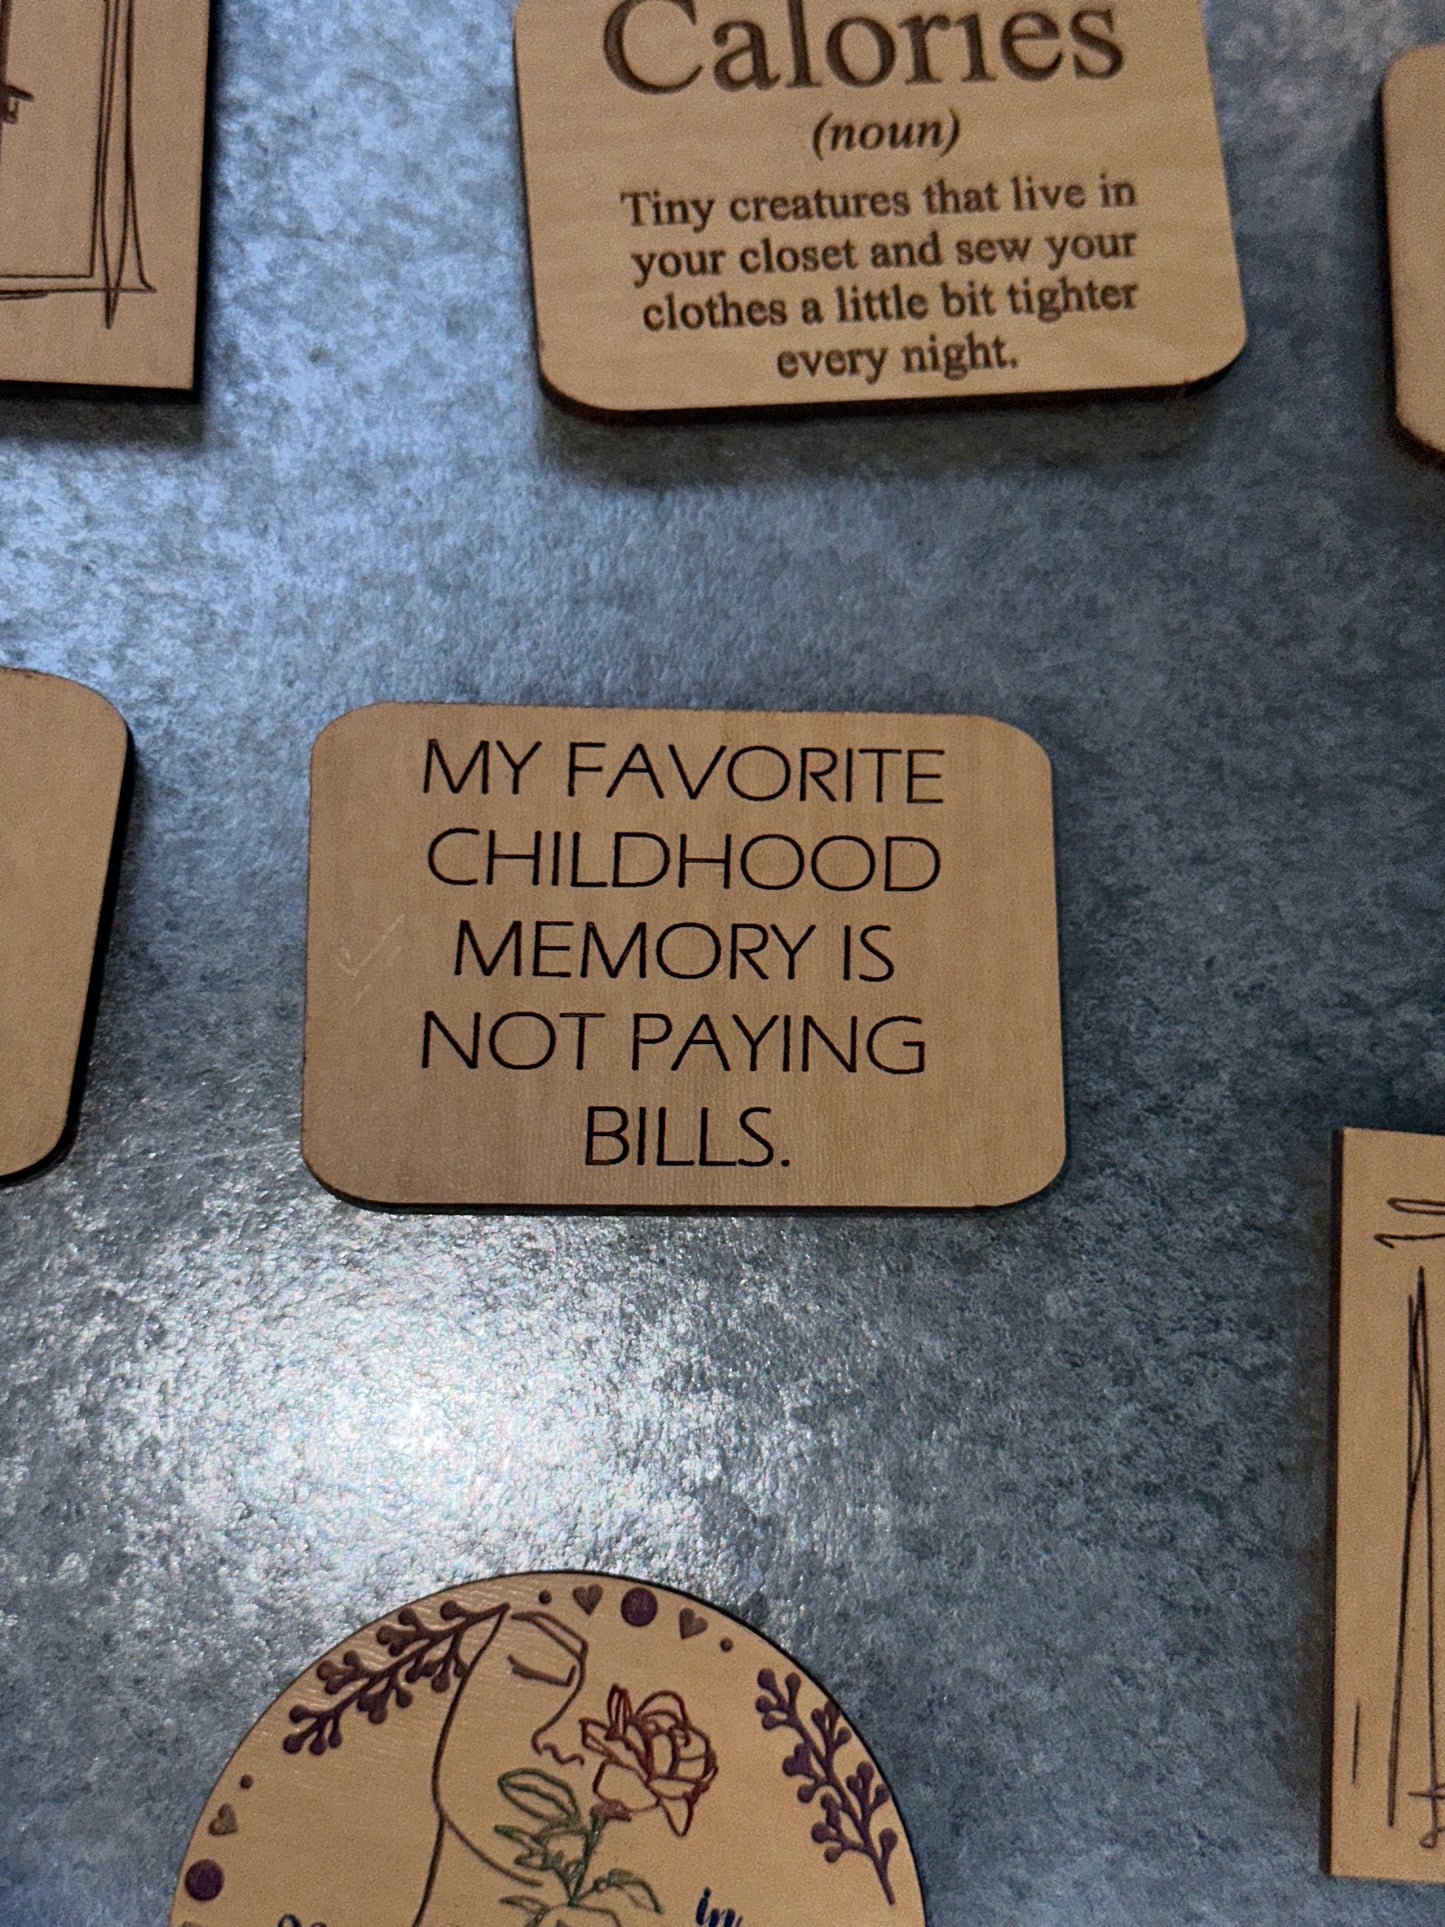 Calories
(noun)
Tiny creatures that live in
your closet and sew your
clothes a little bit tighter
every night.
MY FAVORITE
CHILDHOOD
MEMORY IS
NOT PAYING
BILLS.
in